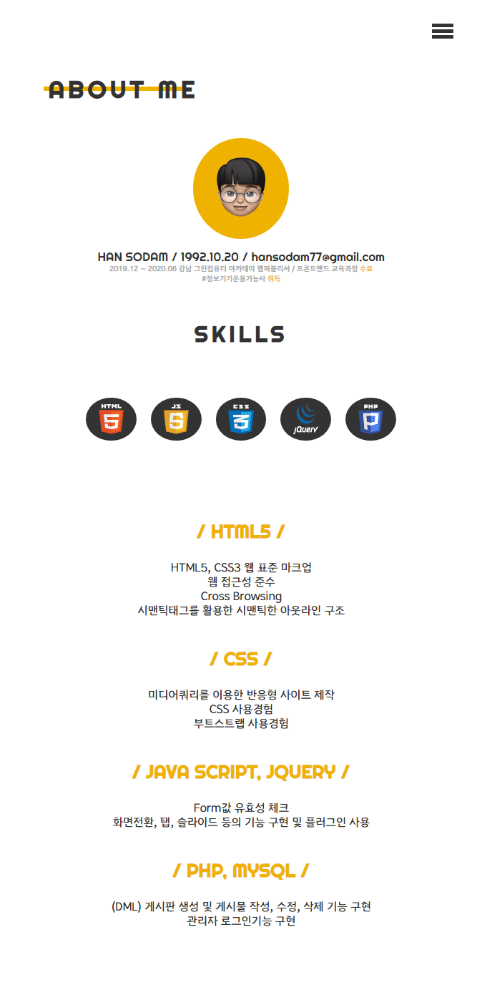 ABOUT ME
HAN SODAM / 1992.10.20 / hansodam77@gmail.com
2019.12 ~ 2020.06 강남 그린컴퓨터 아카데미 웹퍼블리셔 / 프론트엔드 교육과정 수료
#정보기기운용기능사 취득
SKILLS
HTML JS CSS jQuery PHP
/ HTML5 /
HTML5, CSS3 웹 표준 마크업
웹 접근성 준수
Cross Browsing
시맨틱태그를 활용한 시맨틱한 아웃라인 구조
/ CSS /
미디어쿼리를 이용한 반응형 사이트 제작
CSS 사용경험
부트스트랩 사용경험
/ JAVA SCRIPT, JQUERY /
Form값 유효성 체크
화면전환, 탭, 슬라이드 등의 기능 구현 및 플러그인 사용
/ PHP, MYSQL /
(DML) 게시판 생성 및 게시물 작성, 수정, 삭제 기능 구현
관리자 로그인기능 구현